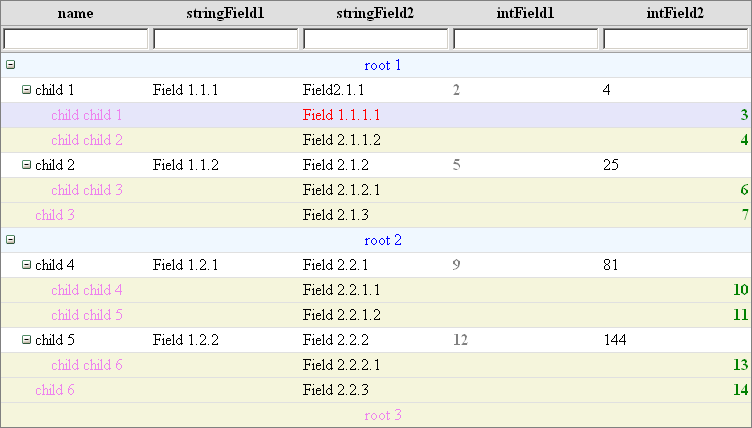 name stringField1 stringField2 intField1 intField2
root 1
child 1 Field 1.1.1 Field2.1.1 2 4
child child 1 Field 1.1.1.1 3
child child 2 Field 2.1.1.2 4
child 2 Field 1.1.2 Field 2.1.2 5 25
child child 3 Field 2.1.2.1 6
child 3 Field 2.1.3 7
root 2
child 4 Field 1.2.1 Field 2.2.1 9 81
child child 4 Field 2.2.1.1 10
child child 5 Field 2.2.1.2 11
child 5 Field 1.2.2 Field 2.2.2 12 144
child child 6 Field 2.2.2.1 13
child 6 Field 2.2.3 14
root 3